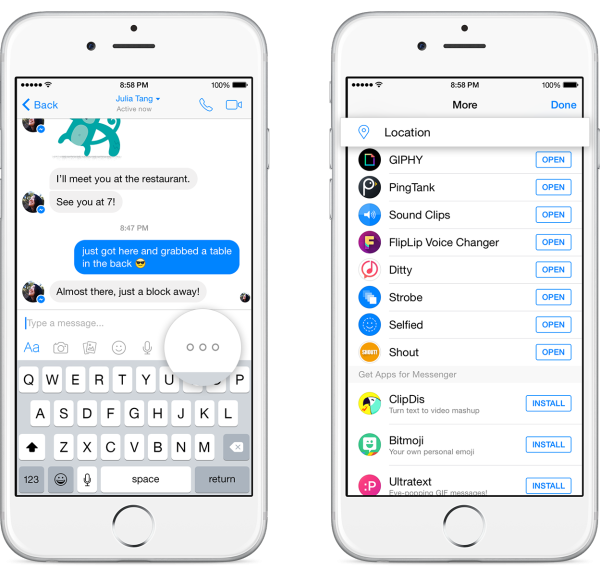 8:58 PM
100%
Back
Julia Tang
Active now
I'll meet you at the restaurant.
See you at 7!
8:47 PM
just got here and grabbed a table
in the back 😎
Almost there, just a block away!
Type a message...
Aa
Q W E R T Y U O P
A S D F G H J K L
Z X C V B N M
123
space
return
8:58 PM
100%
More
Done
Location
GIPHY
OPEN
PingTank
OPEN
Sound Clips
OPEN
FlipLip Voice Changer
OPEN
Ditty
OPEN
Strobe
OPEN
Selfied
OPEN
SHOUT!
Shout
OPEN
Get Apps for Messenger
ClipDis
Turn text to video mashup
INSTALL
Bitmoji
Your own personal emoji
INSTALL
:P
Ultratext
Eye-popping GIF messages!
INSTALL